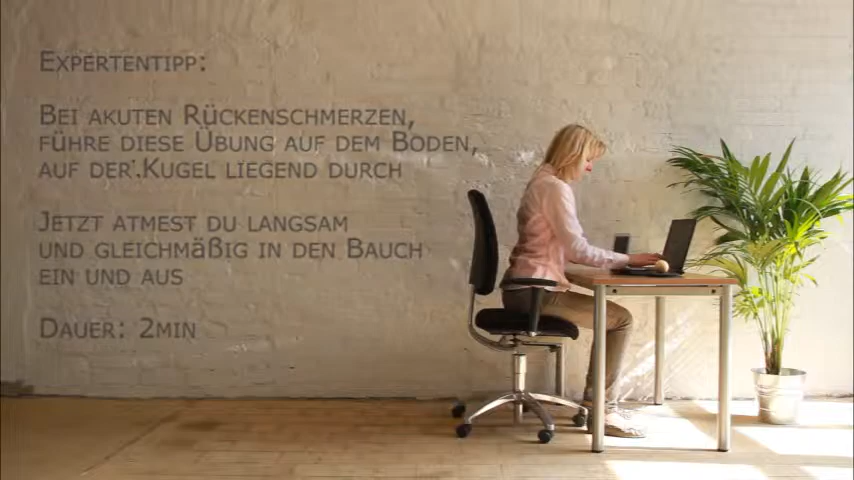 Expertentipp:
Bei akuten Rückenschmerzen,
führe diese Übung auf dem Boden,
auf der.Kugel liegend durch.
Jetzt atmest du langsam
und gleichmäßig in den Bauch
ein und aus
Dauer: 2min